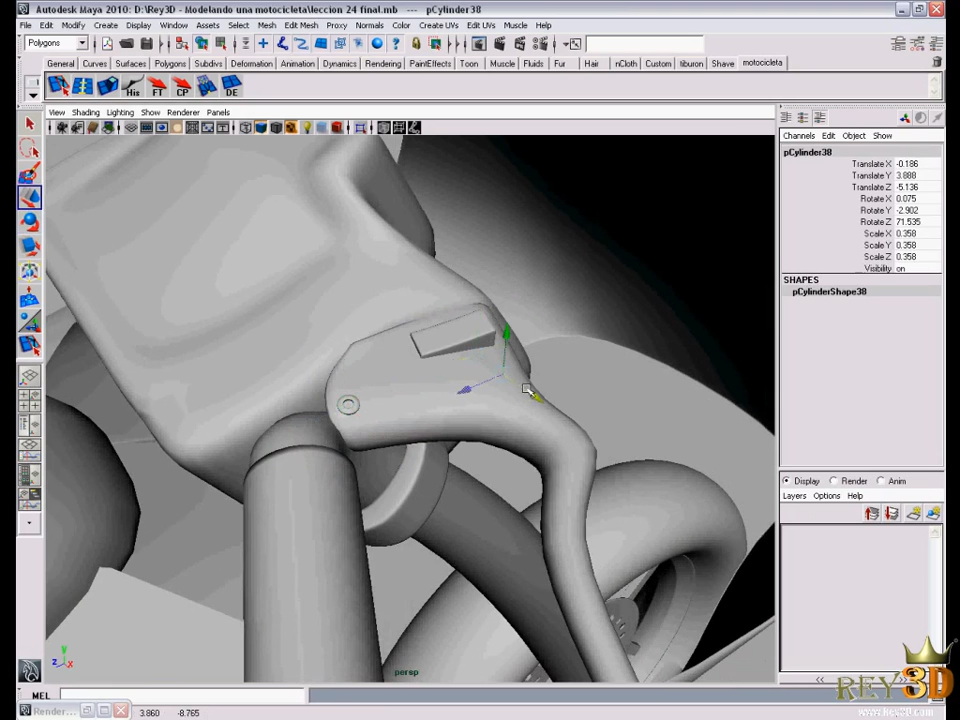 Autodesk Maya 2010: D:\Rey3D - Modelando una motocicleta\leccion 24 final.mb --- pCylinder38
File Edit Modify Create Display Window Assets Select Mesh Edit Mesh Proxy Normals Color Create UVs Edit UVs Muscle Help
Polygons
General Curves Surfaces Polygons Subdivs Deformation Animation Dynamics Rendering PaintEffects Toon Muscle Fluids Fur Hair nCloth Custom tiburon Shave motocicleta
His FT CP DE
View Shading Lighting Show Renderer Panels
Channels Edit Object Show
pCylinder38
Translate X -0.186
Translate Y 3.888
Translate Z -5.136
Rotate X 0.075
Rotate Y -2.902
Rotate Z 71.535
Scale X 0.358
Scale Y 0.358
Scale Z 0.358
Visibility on
SHAPES
pCylinderShape38
Display Render Anim
Layers Options Help
y
z x
persp
MEL
Render...
3.860 -8.765
REY3D